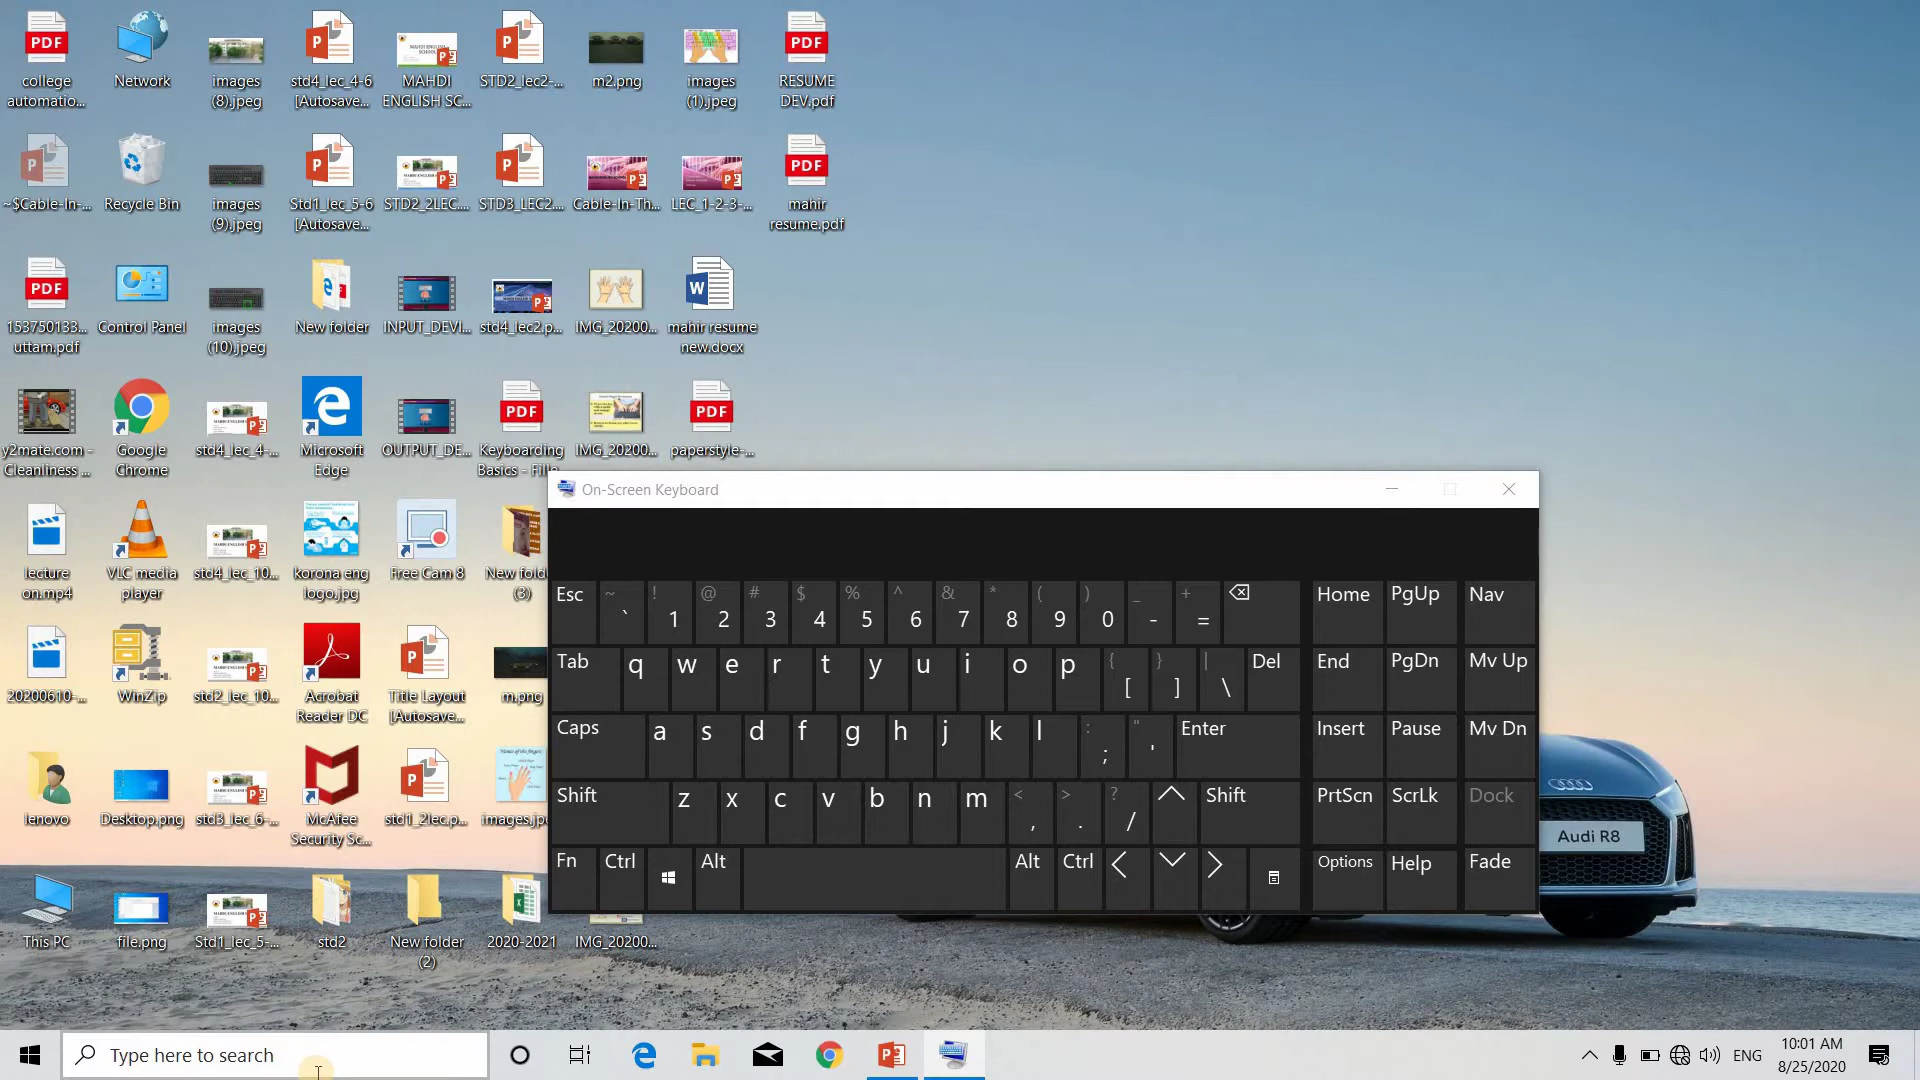 college
automatio...
Network
images
(8).jpeg
std4_lec_4-6
[Autosave...
MAHDI
ENGLISH SC...
STD2_lec2-...
m2.png
images
(1).jpeg
RESUME
DEV.pdf
~$Cable-In-...
Recycle Bin
images
(9).jpeg
Std1_lec_5-6
[Autosave...
STD2_2LEC....
STD3_LEC2....
Cable-In-Th...
LEC_1-2-3-...
mahir
resume.pdf
153750133...
uttam.pdf
Control Panel
images
(10).jpeg
New folder
INPUT_DEVI...
std4_lec2.p...
IMG_20200...
mahir resume
new.docx
y2mate.com -
Cleanliness ...
Google
Chrome
std4_lec_4-...
Microsoft
Edge
OUTPUT_DE...
Keyboarding
Basics - Fille...
IMG_20200...
paperstyle-...
lecture
on.mp4
VLC media
player
std4_lec_10...
korona eng
logo.jpg
Free Cam 8
New fold
(3)
20200610-...
WinZip
std2_lec_10...
Acrobat
Reader DC
Title Layout
[Autosave...
m.png
lenovo
Desktop.png
std3_lec_6-...
McAfee
Security Sc...
std1_2lec.p...
images.jp
This PC
file.png
Std1_lec_5-...
std2
New folder
(2)
2020-2021
IMG_20200...
On-Screen Keyboard
Esc ~ ` ! 1 @ 2 # 3 $ 4 % 5 ^ 6 & 7 * 8 ( 9 ) 0 _ - + = Home PgUp Nav
Tab q w e r t y u i o p { [ } ] | \ Del End PgDn Mv Up
Caps a s d f g h j k l : ; " ' Enter Insert Pause Mv Dn
Shift z x c v b n m < , > . ? / Shift PrtScn ScrLk Dock
Fn Ctrl Alt Alt Ctrl Options Help Fade
Audi R8
Type here to search
ENG
10:01 AM
8/25/2020